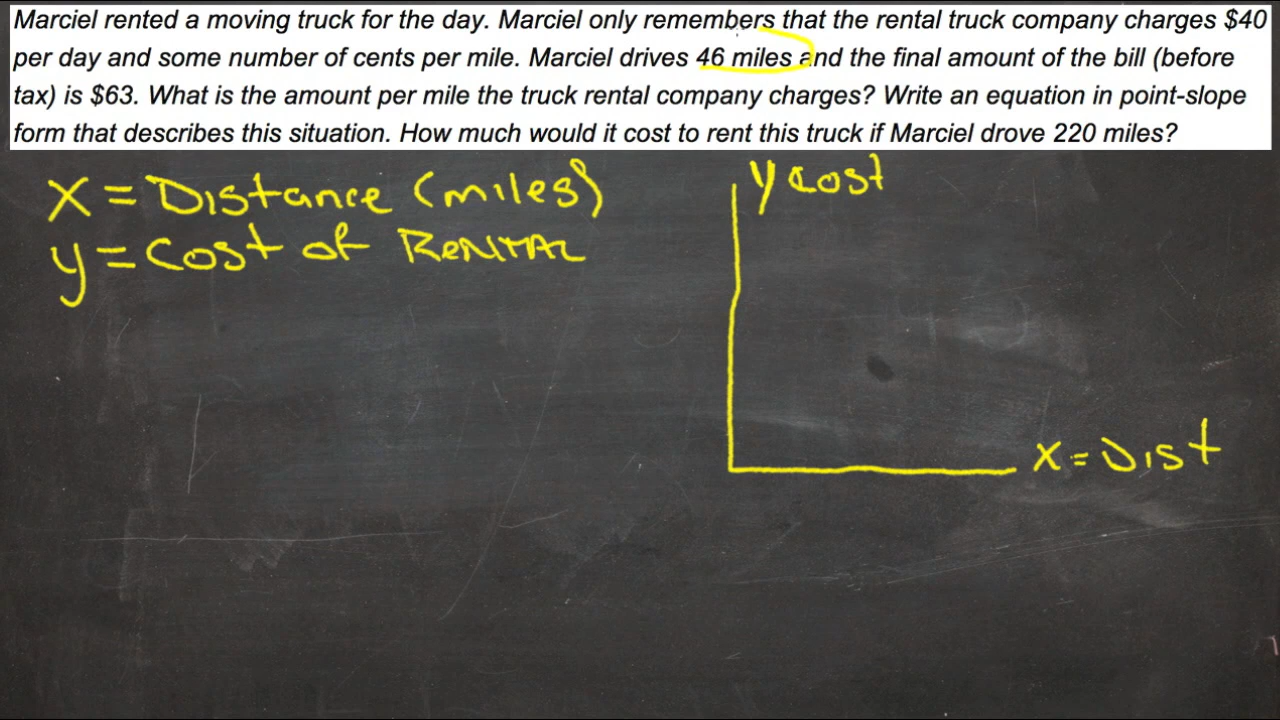 Marciel rented a moving truck for the day. Marciel only remembers that the rental truck company charges $40
per day and some number of cents per mile. Marciel drives 46 miles and the final amount of the bill (before
tax) is $63. What is the amount per mile the truck rental company charges? Write an equation in point-slope
form that describes this situation. How much would it cost to rent this truck if Marciel drove 220 miles?
x = Distance (miles)
y = Cost of RENTAL
y cost
x = Dist